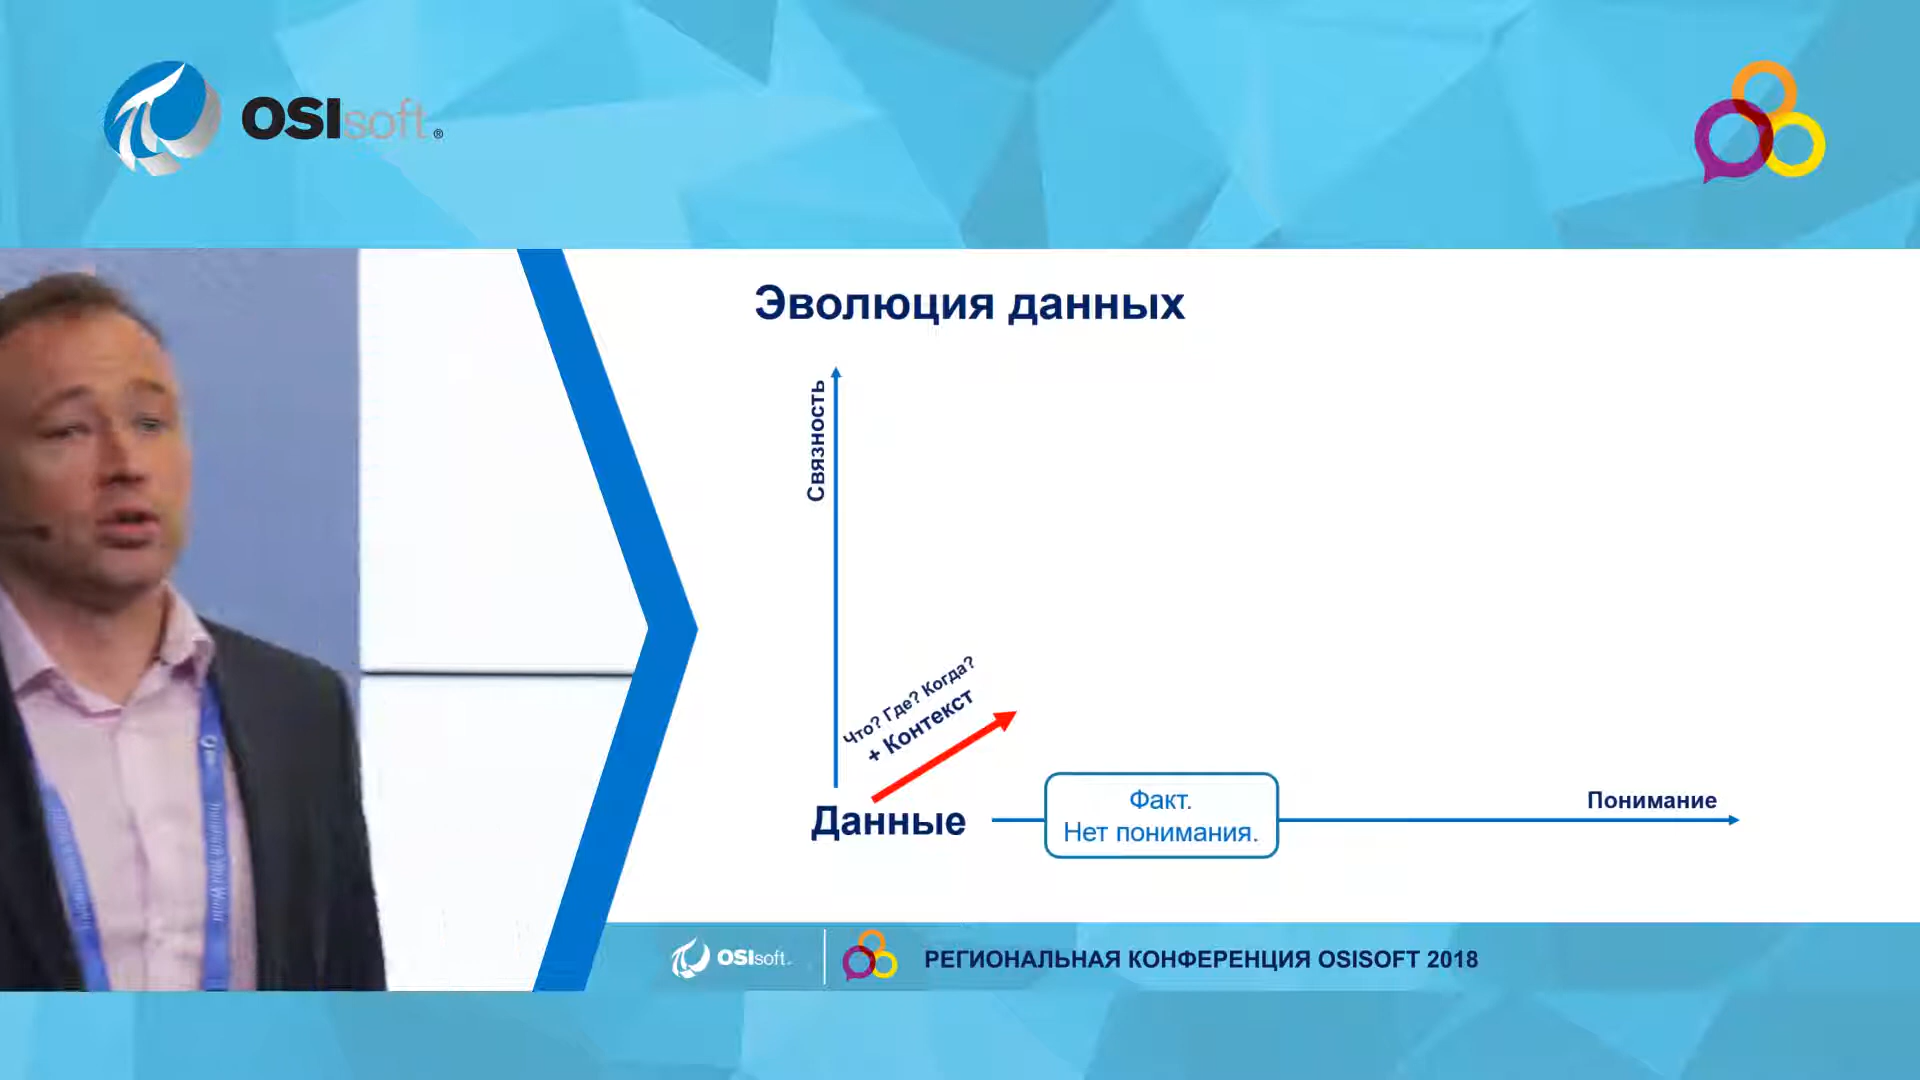 OSIsoft®
Эволюция данных
Связность
Что? Где? Когда?
+ Контекст
Данные
Факт.
Нет понимания.
Понимание
OSIsoft.
РЕГИОНАЛЬНАЯ КОНФЕРЕНЦИЯ OSISOFT 2018